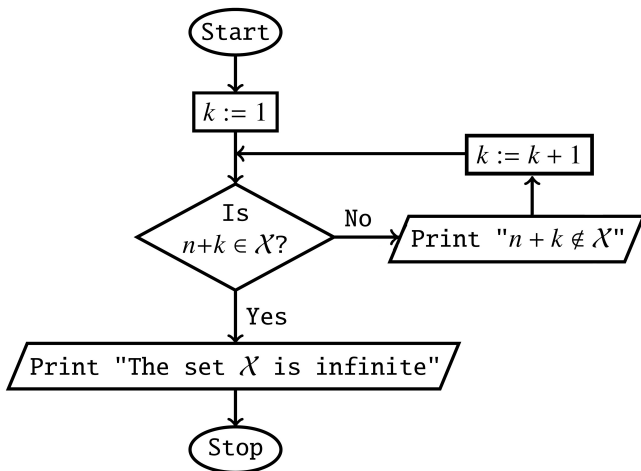 Start
k := 1
k := k + 1
Is
n+k ∈ 𝒳?
No
Print "n + k ∉ 𝒳"
Yes
Print "The set 𝒳 is infinite"
Stop